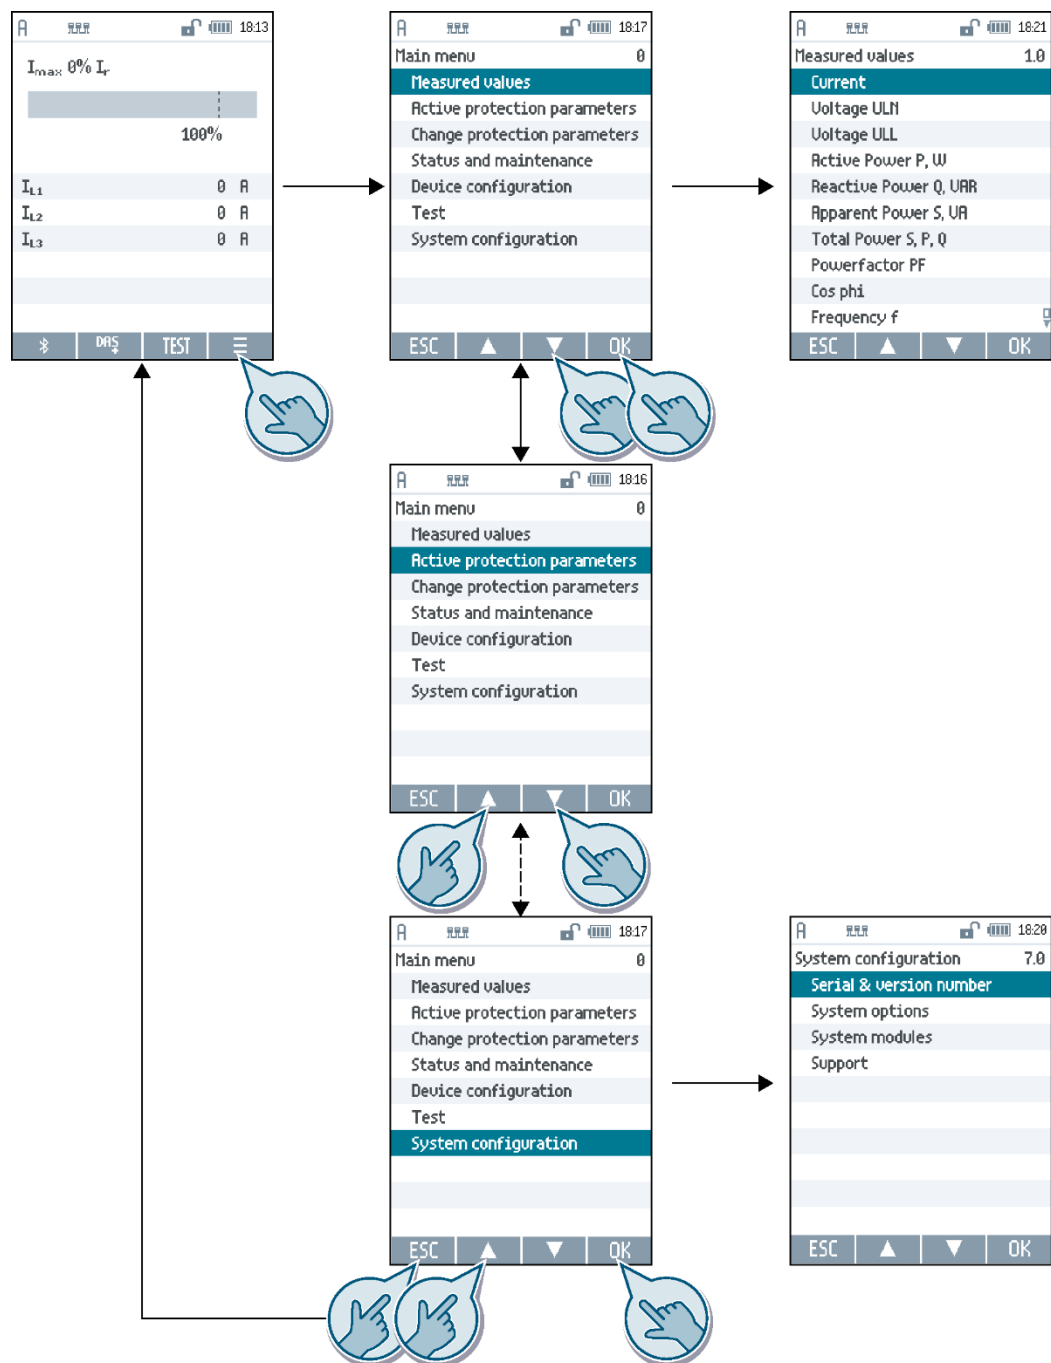 A 18:13
Imax 0% Ir
100%
IL1 0 A
IL2 0 A
IL3 0 A
DAS+ TEST ☰
A 18:17
Main menu 0
Measured values
Active protection parameters
Change protection parameters
Status and maintenance
Device configuration
Test
System configuration
ESC ▲ ▼ OK
A 18:21
Measured values 1.0
Current
Voltage ULN
Voltage ULL
Active Power P, W
Reactive Power Q, VAR
Apparent Power S, VA
Total Power S, P, Q
Powerfactor PF
Cos phi
Frequency f
ESC ▲ ▼ OK
A 18:16
Main menu 0
Measured values
Active protection parameters
Change protection parameters
Status and maintenance
Device configuration
Test
System configuration
ESC ▲ ▼ OK
A 18:17
Main menu 0
Measured values
Active protection parameters
Change protection parameters
Status and maintenance
Device configuration
Test
System configuration
ESC ▲ ▼ OK
A 18:20
System configuration 7.0
Serial & version number
System options
System modules
Support
ESC ▲ ▼ OK